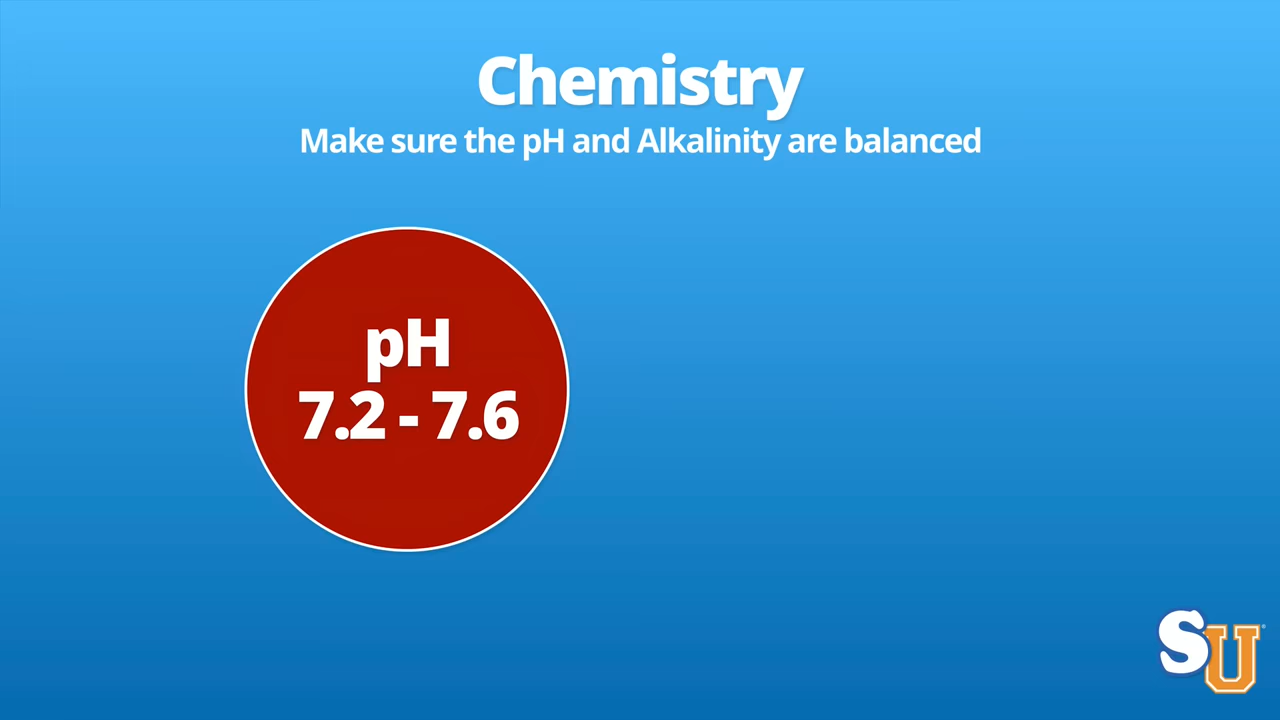 Chemistry
Make sure the pH and Alkalinity are balanced
pH
7.2 - 7.6
SU®